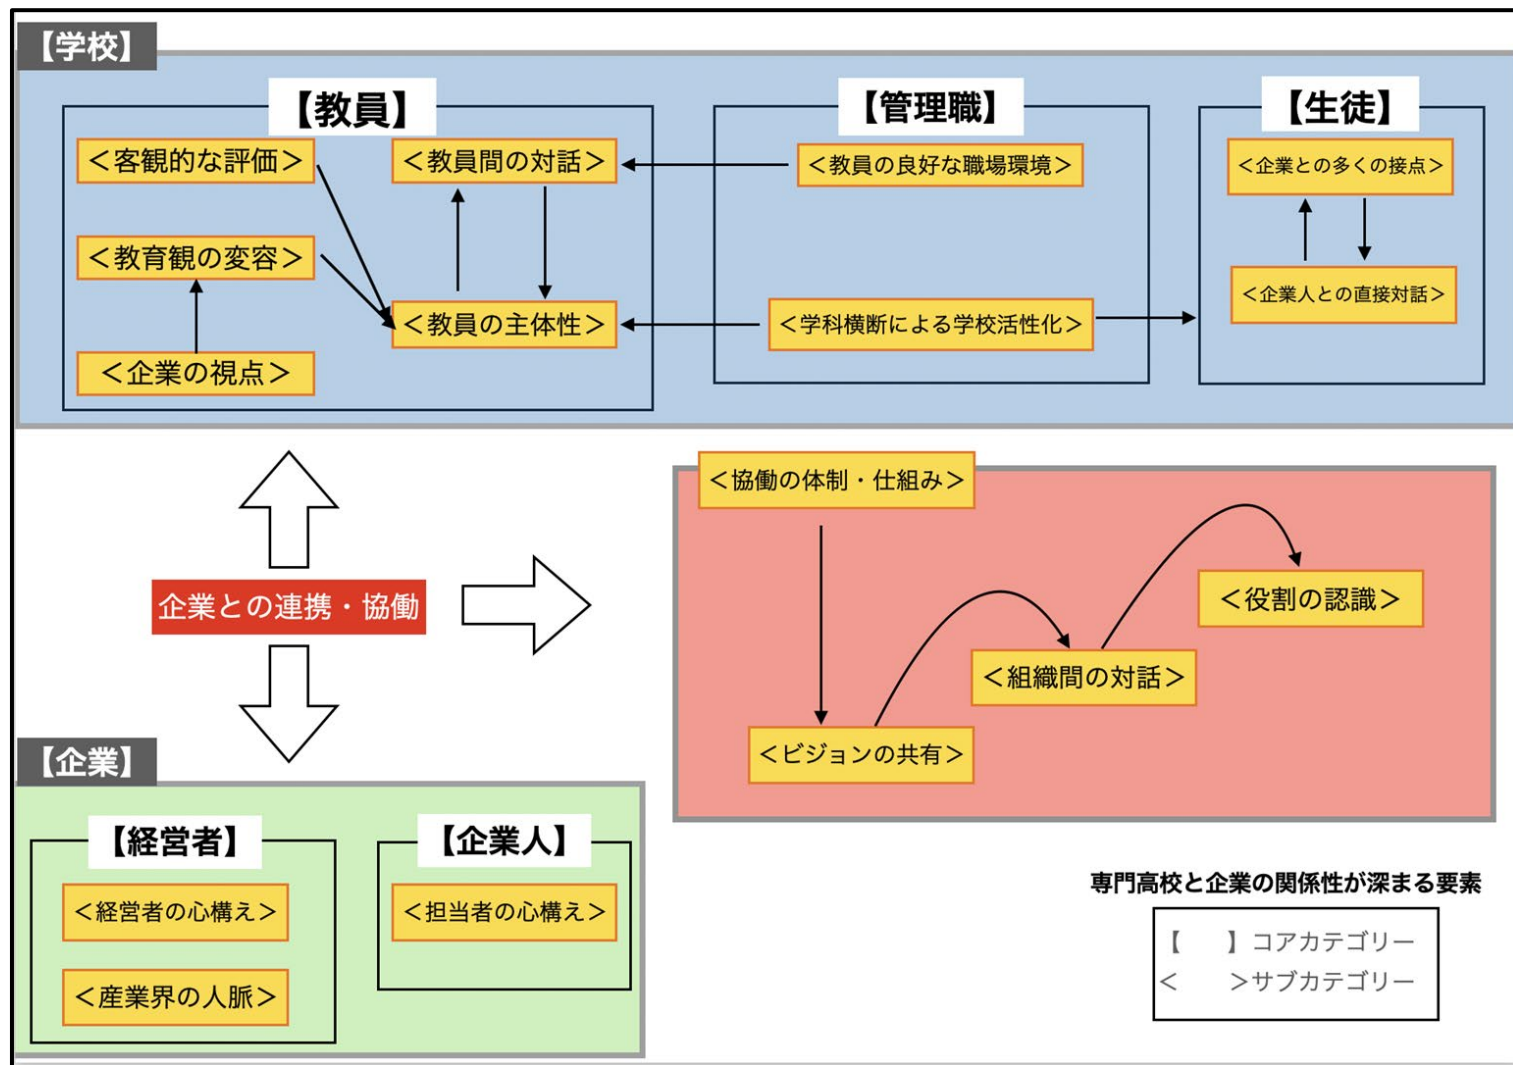 【学校】
【教員】
＜客観的な評価＞
＜教員間の対話＞
＜教育観の変容＞
＜教員の主体性＞
＜企業の視点＞
【管理職】
＜教員の良好な職場環境＞
＜学科横断による学校活性化＞
【生徒】
＜企業との多くの接点＞
＜企業人との直接対話＞
企業との連携・協働
＜協働の体制・仕組み＞
＜役割の認識＞
＜組織間の対話＞
＜ビジョンの共有＞
【企業】
【経営者】
＜経営者の心構え＞
＜産業界の人脈＞
【企業人】
＜担当者の心構え＞
専門高校と企業の関係性が深まる要素
【　　】コアカテゴリー
＜　　＞サブカテゴリー